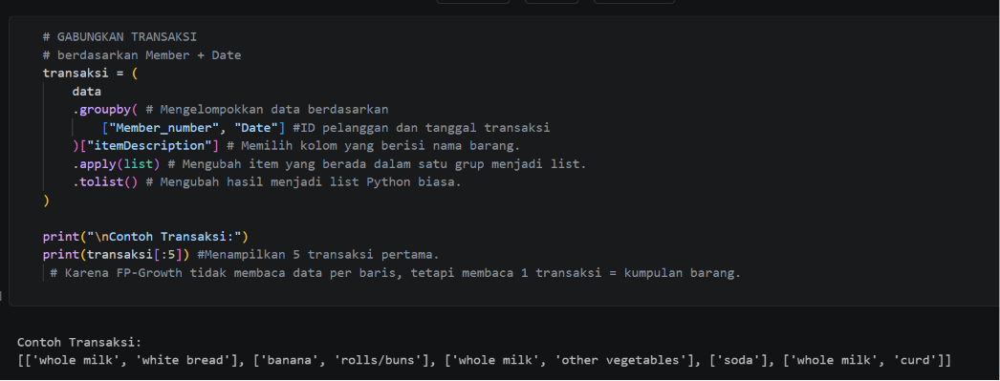 # GABUNGKAN TRANSAKSI
# berdasarkan Member + Date
transaksi = (
    data
    .groupby( # Mengelompokkan data berdasarkan
        ["Member_number", "Date"] #ID pelanggan dan tanggal transaksi
    )["itemDescription"] # Memilih kolom yang berisi nama barang.
    .apply(list) # Mengubah item yang berada dalam satu grup menjadi list.
    .tolist() # Mengubah hasil menjadi list Python biasa.
)
print("\nContoh Transaksi:")
print(transaksi[:5]) #Menampilkan 5 transaksi pertama.
 # Karena FP-Growth tidak membaca data per baris, tetapi membaca 1 transaksi = kumpulan barang.
Contoh Transaksi:
[['whole milk', 'white bread'], ['banana', 'rolls/buns'], ['whole milk', 'other vegetables'], ['soda'], ['whole milk', 'curd']]